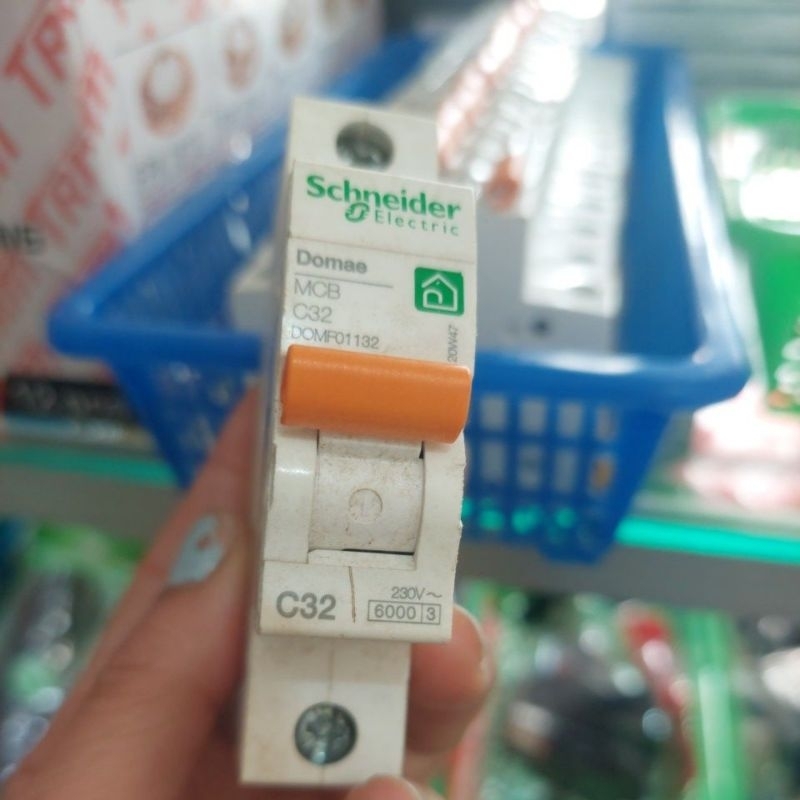 Schneider
Electric
Domae
MCB
C32
DOMF01132
20W47
C32
230V~
6000 3